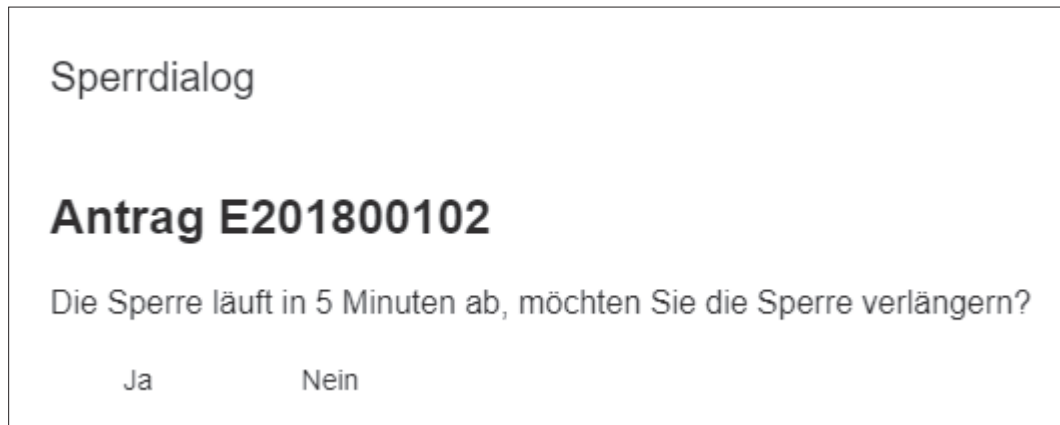 Sperrdialog
Antrag E201800102
Die Sperre läuft in 5 Minuten ab, möchten Sie die Sperre verlängern?
Ja Nein